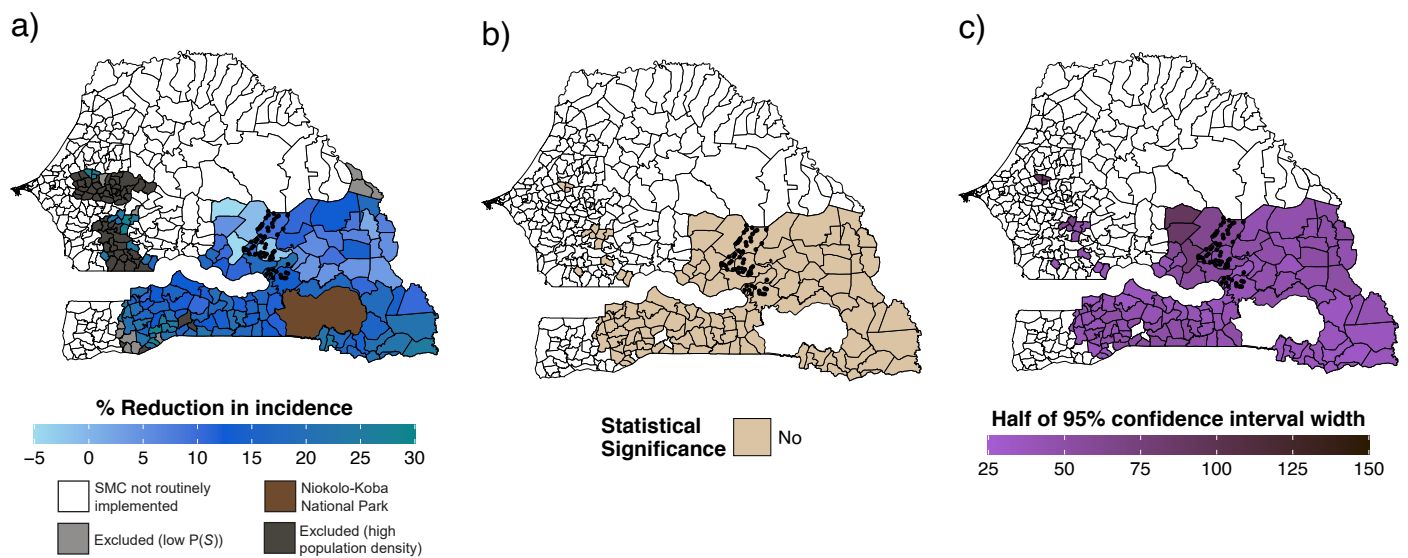 a)
b)
c)
% Reduction in incidence
−5 0 5 10 15 20 25 30
SMC not routinely
implemented
Niokolo-Koba
National Park
Excluded (low P(S))
Excluded (high
population density)
Statistical
Significance
No
Half of 95% confidence interval width
25 50 75 100 125 150